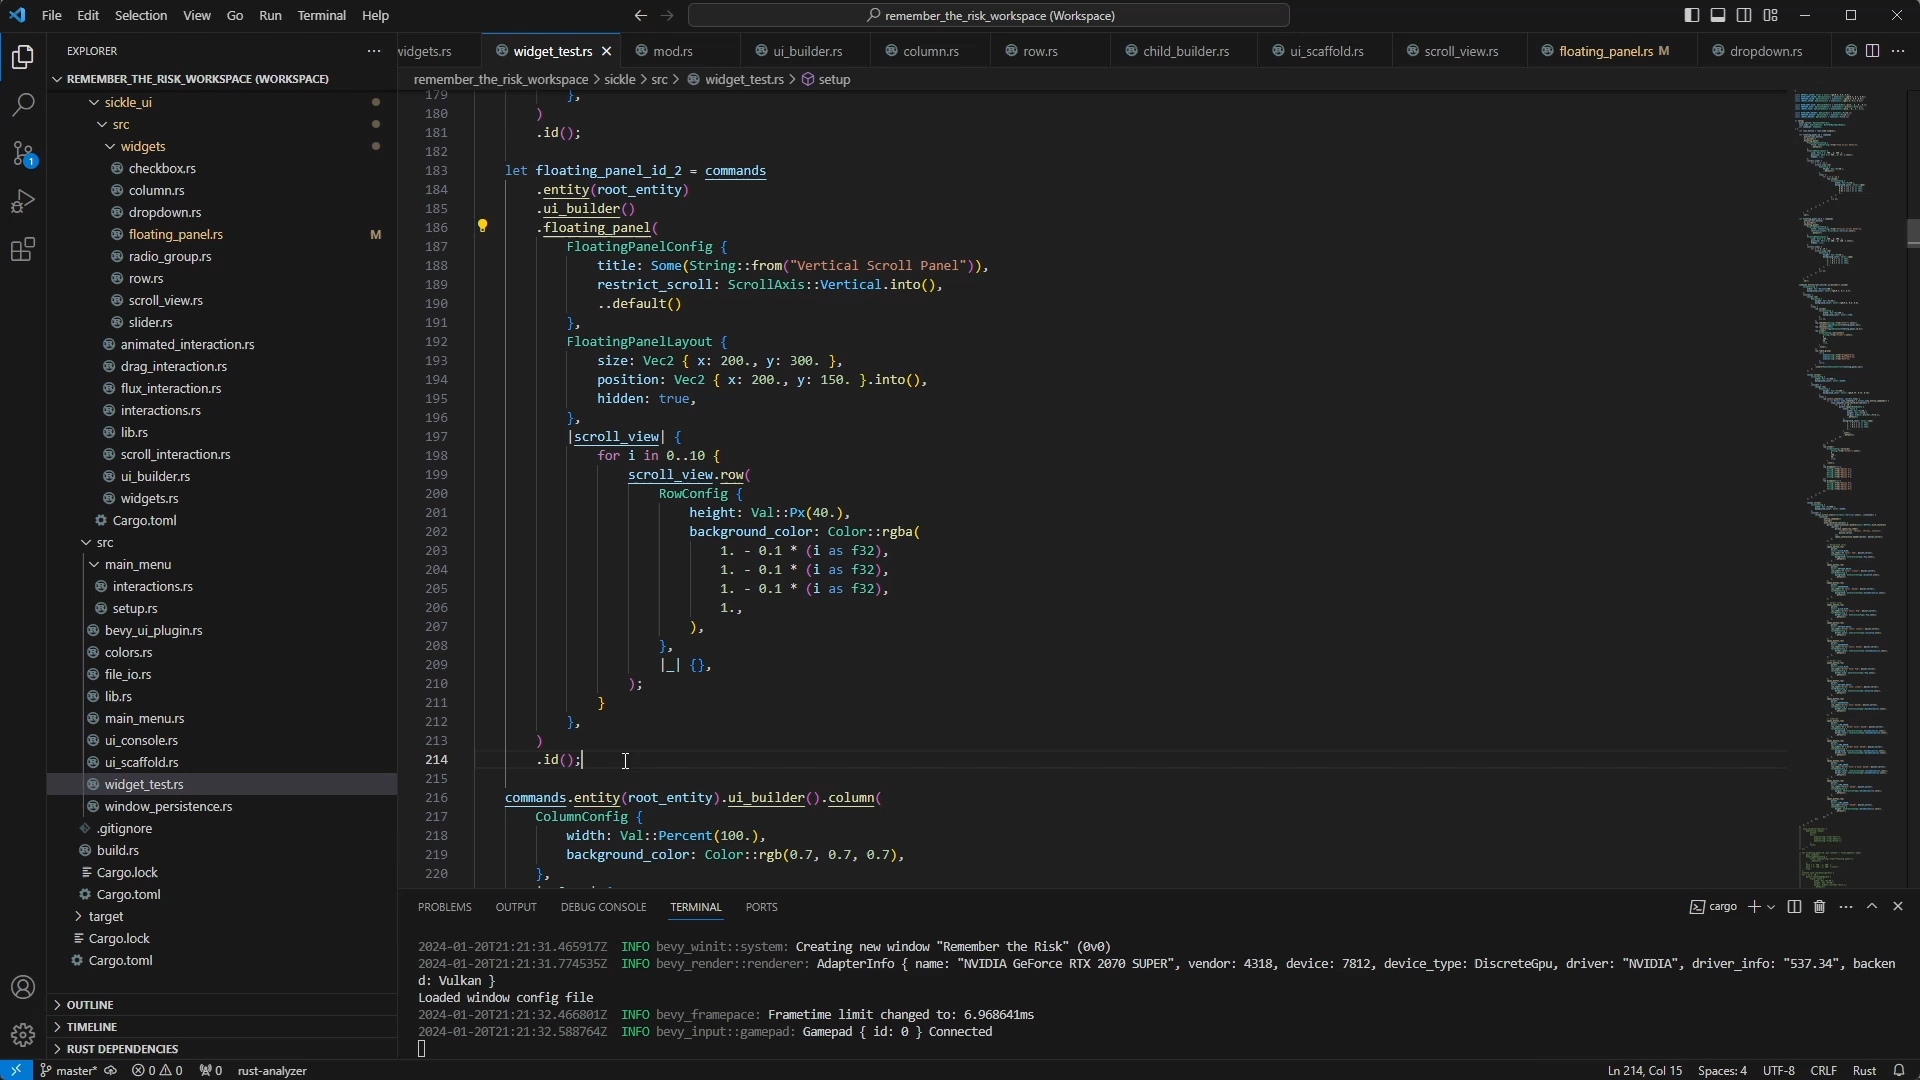 File Edit Selection View Go Run Terminal Help
remember_the_risk_workspace (Workspace)
EXPLORER
widgets.rs widget_test.rs mod.rs ui_builder.rs column.rs row.rs child_builder.rs ui_scaffold.rs scroll_view.rs floating_panel.rs M dropdown.rs
REMEMBER_THE_RISK_WORKSPACE (WORKSPACE)
remember_the_risk_workspace > sickle > src > widget_test.rs > setup
sickle_ui
src
widgets
checkbox.rs
column.rs
dropdown.rs
floating_panel.rs M
radio_group.rs
row.rs
scroll_view.rs
slider.rs
animated_interaction.rs
drag_interaction.rs
flux_interaction.rs
interactions.rs
lib.rs
scroll_interaction.rs
ui_builder.rs
widgets.rs
Cargo.toml
src
main_menu
interactions.rs
setup.rs
bevy_ui_plugin.rs
colors.rs
file_io.rs
lib.rs
main_menu.rs
ui_console.rs
ui_scaffold.rs
widget_test.rs
window_persistence.rs
.gitignore
build.rs
Cargo.lock
Cargo.toml
target
Cargo.lock
Cargo.toml
OUTLINE
TIMELINE
RUST DEPENDENCIES
179 },
180 )
181 .id();
182
183 let floating_panel_id_2 = commands
184 .entity(root_entity)
185 .ui_builder()
186 .floating_panel(
187 FloatingPanelConfig {
188 title: Some(String::from("Vertical Scroll Panel")),
189 restrict_scroll: ScrollAxis::Vertical.into(),
190 ..default()
191 },
192 FloatingPanelLayout {
193 size: Vec2 { x: 200., y: 300. },
194 position: Vec2 { x: 200., y: 150. }.into(),
195 hidden: true,
196 },
197 |scroll_view| {
198 for i in 0..10 {
199 scroll_view.row(
200 RowConfig {
201 height: Val::Px(40.),
202 background_color: Color::rgba(
203 1. - 0.1 * (i as f32),
204 1. - 0.1 * (i as f32),
205 1. - 0.1 * (i as f32),
206 1.,
207 ),
208 },
209 |_| {},
210 );
211 }
212 },
213 )
214 .id();
215
216 commands.entity(root_entity).ui_builder().column(
217 ColumnConfig {
218 width: Val::Percent(100.),
219 background_color: Color::rgb(0.7, 0.7, 0.7),
220 },
PROBLEMS OUTPUT DEBUG CONSOLE TERMINAL PORTS
cargo
2024-01-20T21:21:31.465917Z INFO bevy_winit::system: Creating new window "Remember the Risk" (0v0)
2024-01-20T21:21:31.774535Z INFO bevy_render::renderer: AdapterInfo { name: "NVIDIA GeForce RTX 2070 SUPER", vendor: 4318, device: 7812, device_type: DiscreteGpu, driver: "NVIDIA", driver_info: "537.34", backen
d: Vulkan }
Loaded window config file
2024-01-20T21:21:32.466801Z INFO bevy_framepace: Frametime limit changed to: 6.968641ms
2024-01-20T21:21:32.588764Z INFO bevy_input::gamepad: Gamepad { id: 0 } Connected
1
master* 0 0 0 rust-analyzer
Ln 214, Col 15 Spaces: 4 UTF-8 CRLF Rust